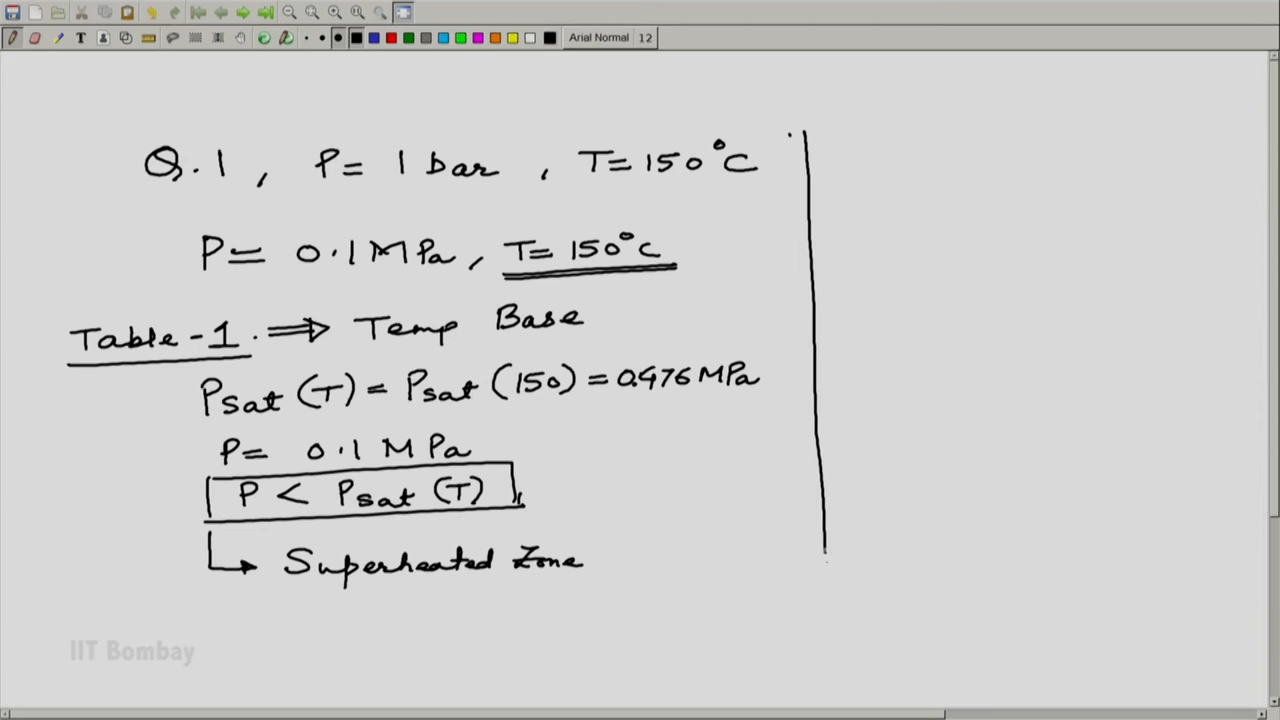 Arial Normal 12
Q.1, P = 1 bar, T = 150°C
P = 0.1 MPa, T = 150°C
Table-1. ⟹ Temp Base
Psat (T) = Psat (150) = 0.476 MPa
P = 0.1 MPa
P < Psat (T)
↳ Superheated Zone
IIT Bombay